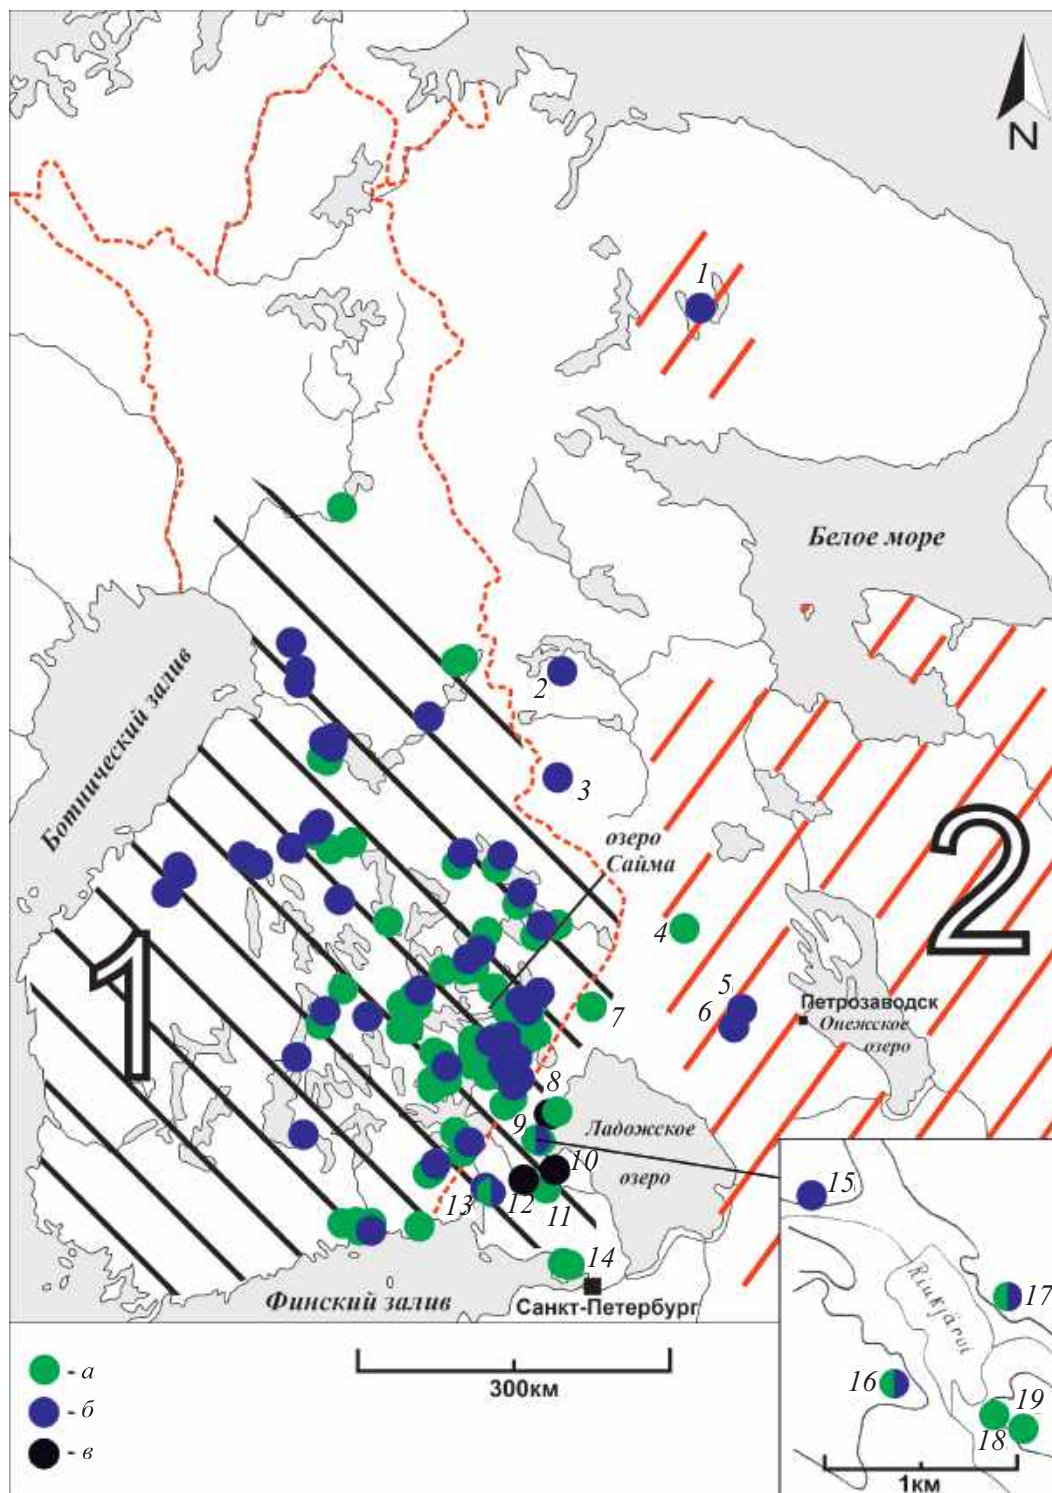 N
1
Белое море
2
Ботнический залив
3
озеро
Сайма
2
4
1
5
Петрозаводск
6
Онежское
озеро
7
8
Ладожское
9
10
озеро
15
13
12
11
14
Riukjärvi
17
Финский залив
Санкт-Петербург
- а
300км
16
- б
19
18
- в
1км